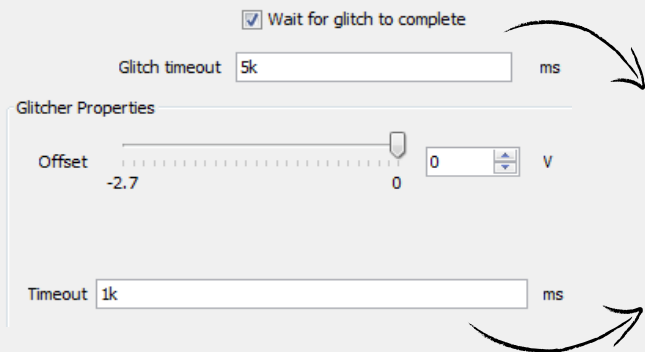 Wait for glitch to complete
Glitch timeout 5k ms
Glitcher Properties
Offset 0 V
-2.7 0
Timeout 1k ms